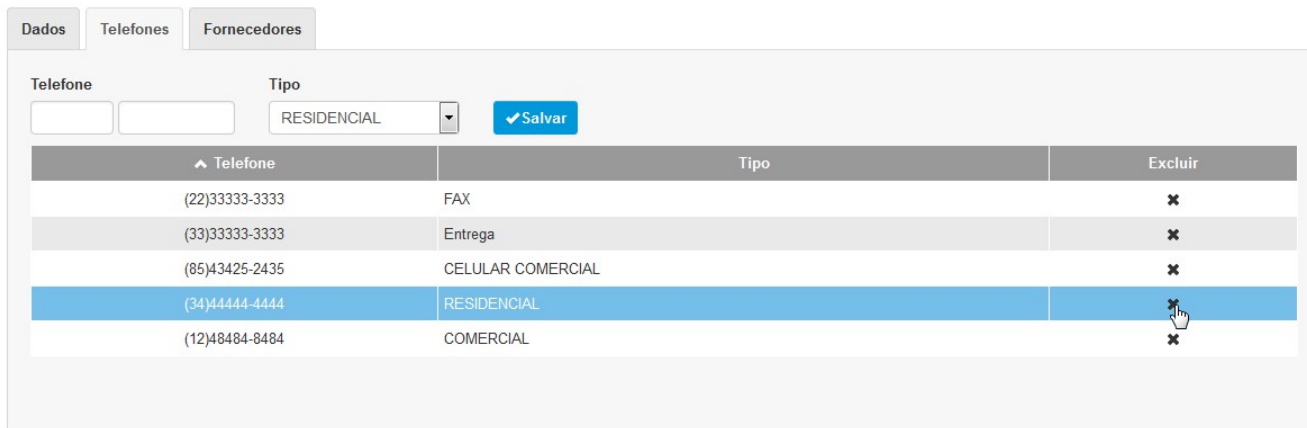 Dados Telefones Fornecedores
Telefone Tipo
RESIDENCIAL Salvar
Telefone Tipo Excluir
(22)33333-3333 FAX
(33)33333-3333 Entrega
(85)43425-2435 CELULAR COMERCIAL
(34)44444-4444 RESIDENCIAL
(12)48484-8484 COMERCIAL